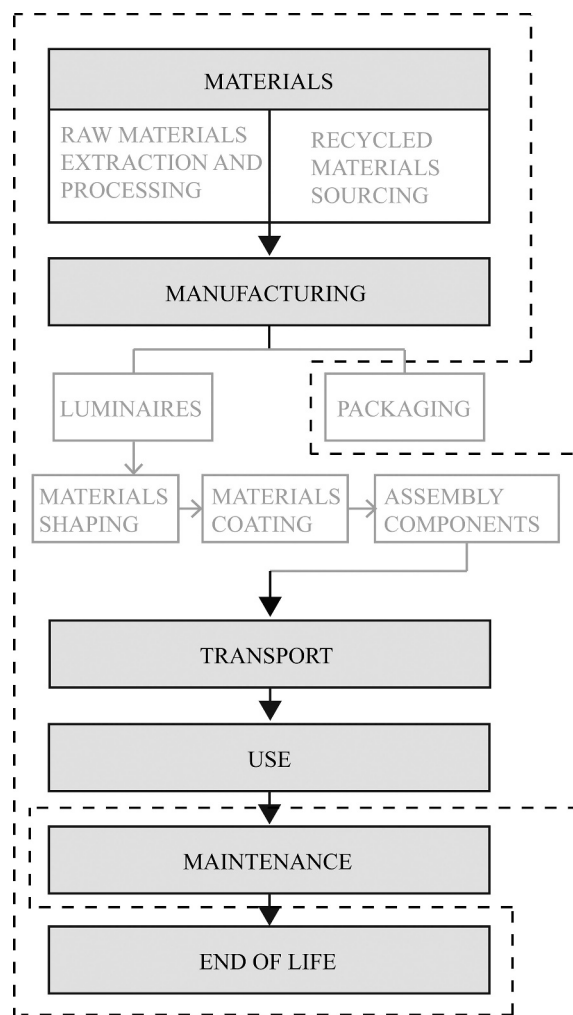 MATERIALS
RAW MATERIALS
EXTRACTION AND
PROCESSING
RECYCLED
MATERIALS
SOURCING
MANUFACTURING
LUMINAIRES
PACKAGING
MATERIALS
SHAPING
MATERIALS
COATING
ASSEMBLY
COMPONENTS
TRANSPORT
USE
MAINTENANCE
END OF LIFE